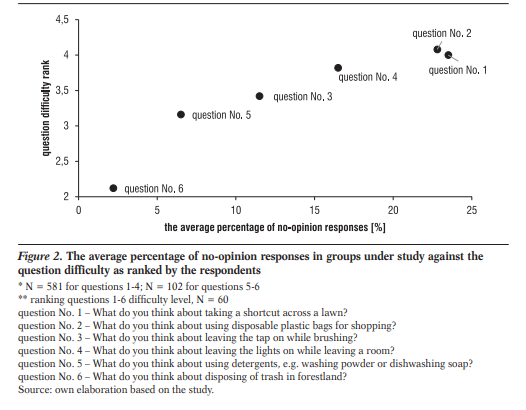 4,5
question No. 2
4
question No. 1
question No. 4
3,5
question No. 3
question difficulty rank
question No. 5
3
2,5
question No. 6
2
0 5 10 15 20 25
the average percentage of no-opinion responses [%]
Figure 2. The average percentage of no-opinion responses in groups under study against the
question difficulty as ranked by the respondents
* N = 581 for questions 1-4; N = 102 for questions 5-6
** ranking questions 1-6 difficulty level, N = 60
question No. 1 – What do you think about taking a shortcut across a lawn?
question No. 2 – What do you think about using disposable plastic bags for shopping?
question No. 3 – What do you think about leaving the tap on while brushing?
question No. 4 – What do you think about leaving the lights on while leaving a room?
question No. 5 – What do you think about using detergents, e.g. washing powder or dishwashing soap?
question No. 6 – What do you think about disposing of trash in forestland?
Source: own elaboration based on the study.